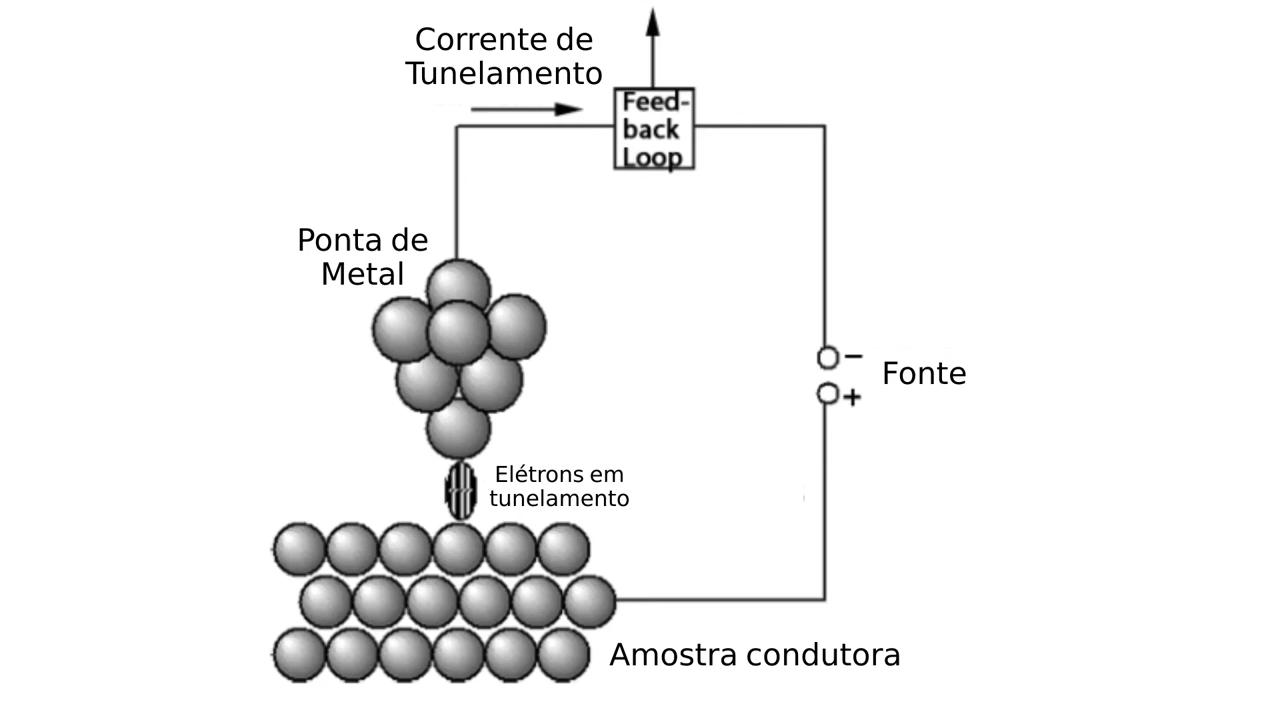 Corrente de
Tunelamento
Feed-
back
Loop
Ponta de
Metal
−
Fonte
+
Elétrons em
tunelamento
Amostra condutora